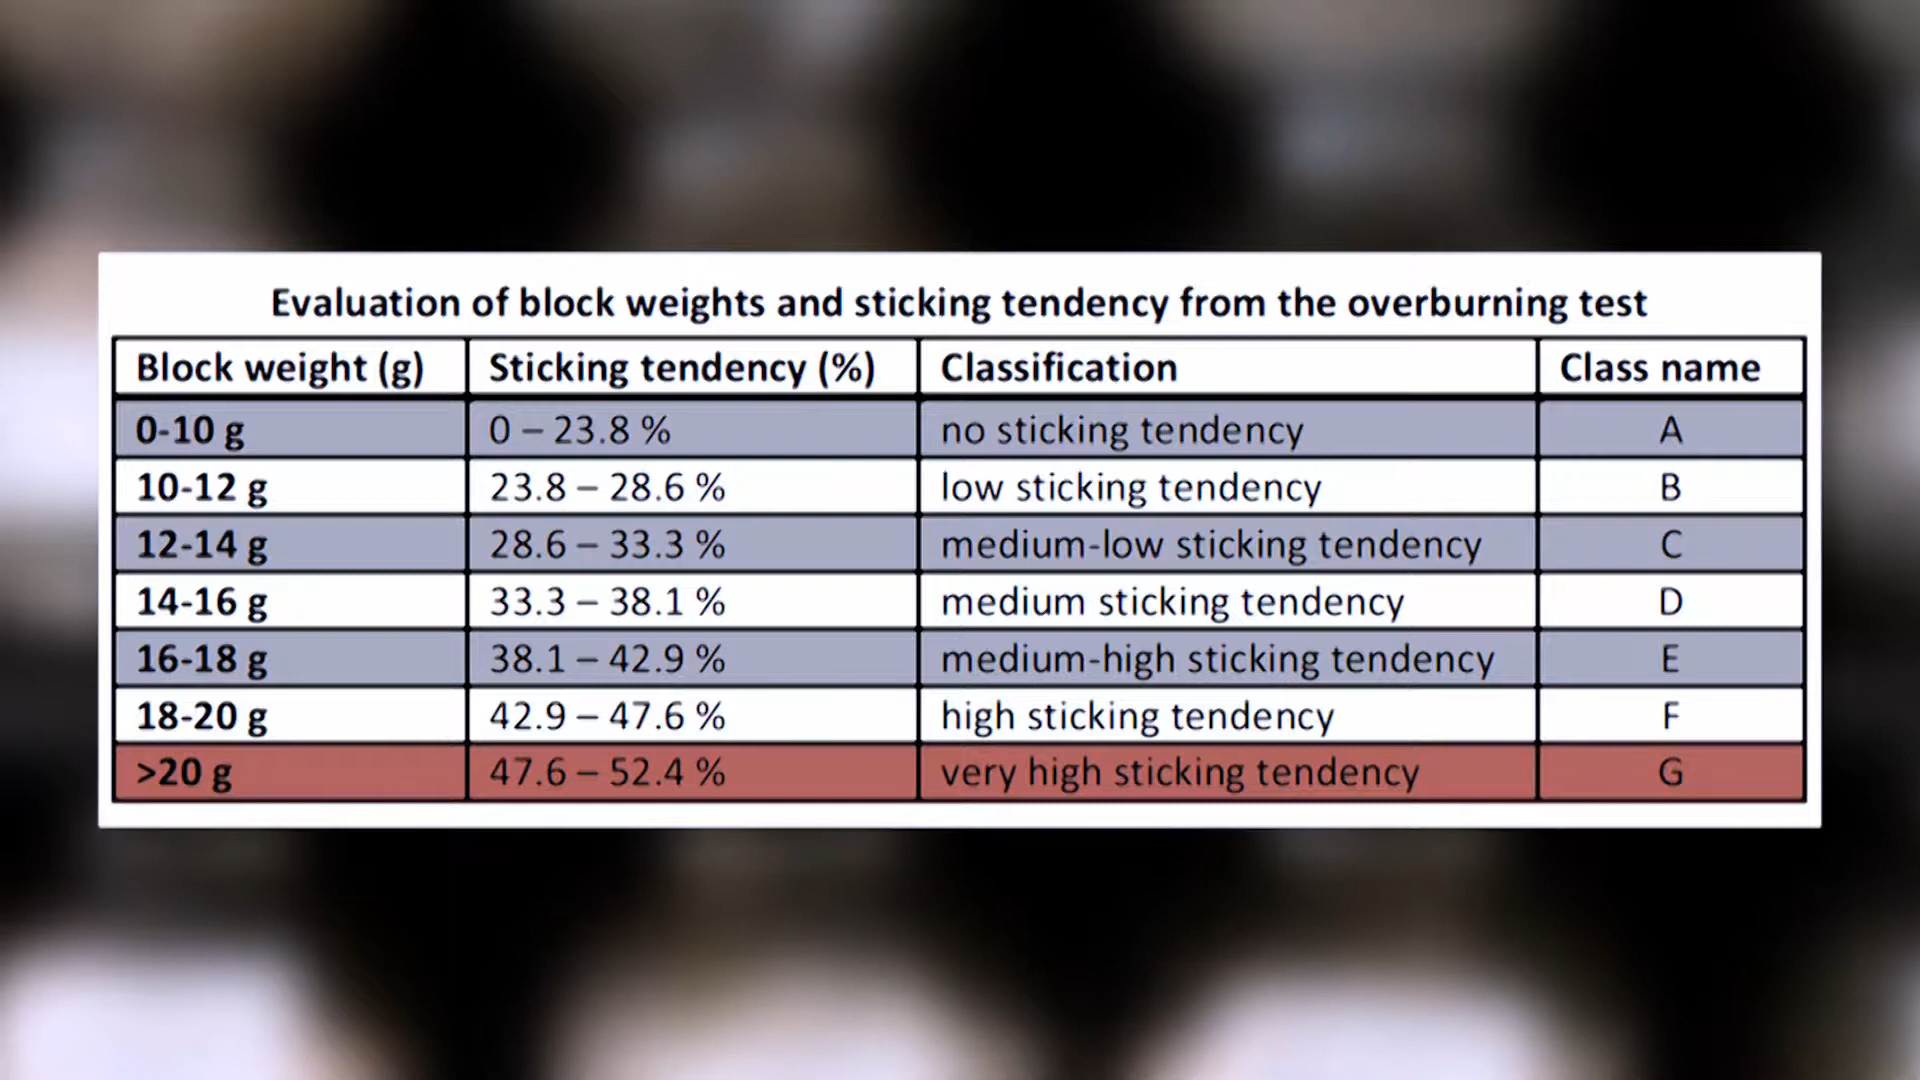 Evaluation of block weights and sticking tendency from the overburning test
Block weight (g) Sticking tendency (%) Classification Class name
0-10 g 0 – 23.8 % no sticking tendency A
10-12 g 23.8 – 28.6 % low sticking tendency B
12-14 g 28.6 – 33.3 % medium-low sticking tendency C
14-16 g 33.3 – 38.1 % medium sticking tendency D
16-18 g 38.1 – 42.9 % medium-high sticking tendency E
18-20 g 42.9 – 47.6 % high sticking tendency F
>20 g 47.6 – 52.4 % very high sticking tendency G